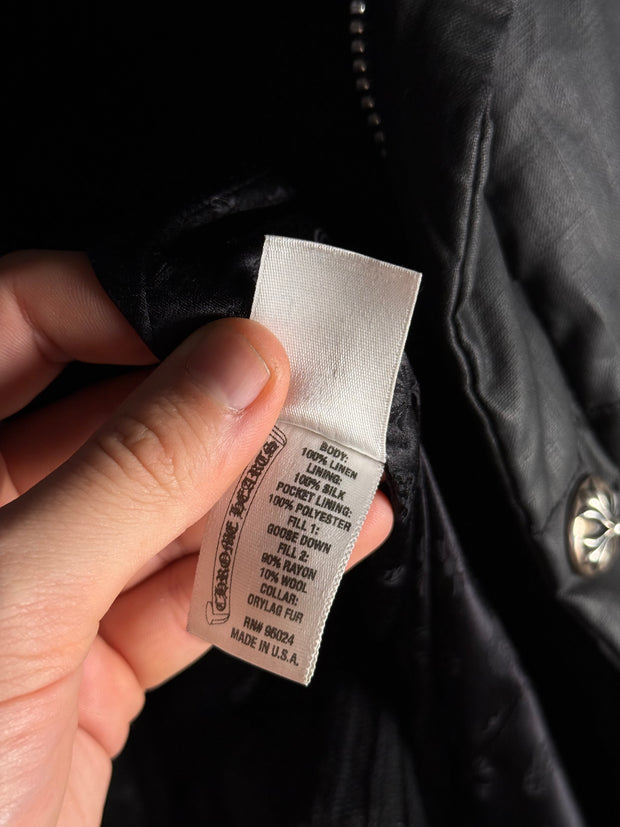 CHROME HEARTS
BODY:
100% LINEN
LINING:
100% SILK
POCKET LINING:
100% POLYESTER
FILL 1:
GOOSE DOWN
FILL 2:
90% RAYON
10% WOOL
COLLAR:
ORYLAG FUR
RN# 95024
MADE IN U.S.A.